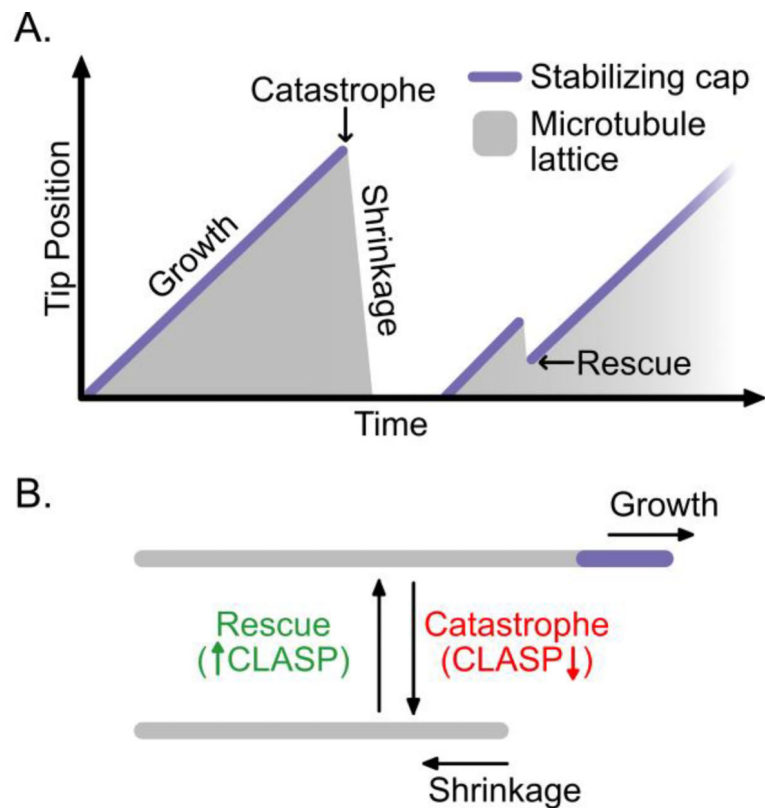 A.
Catastrophe
Stabilizing cap
Microtubule
lattice
Tip Position
Growth
Shrinkage
Rescue
Time
B.
Growth
Rescue
(↑CLASP)
Catastrophe
(CLASP↓)
Shrinkage